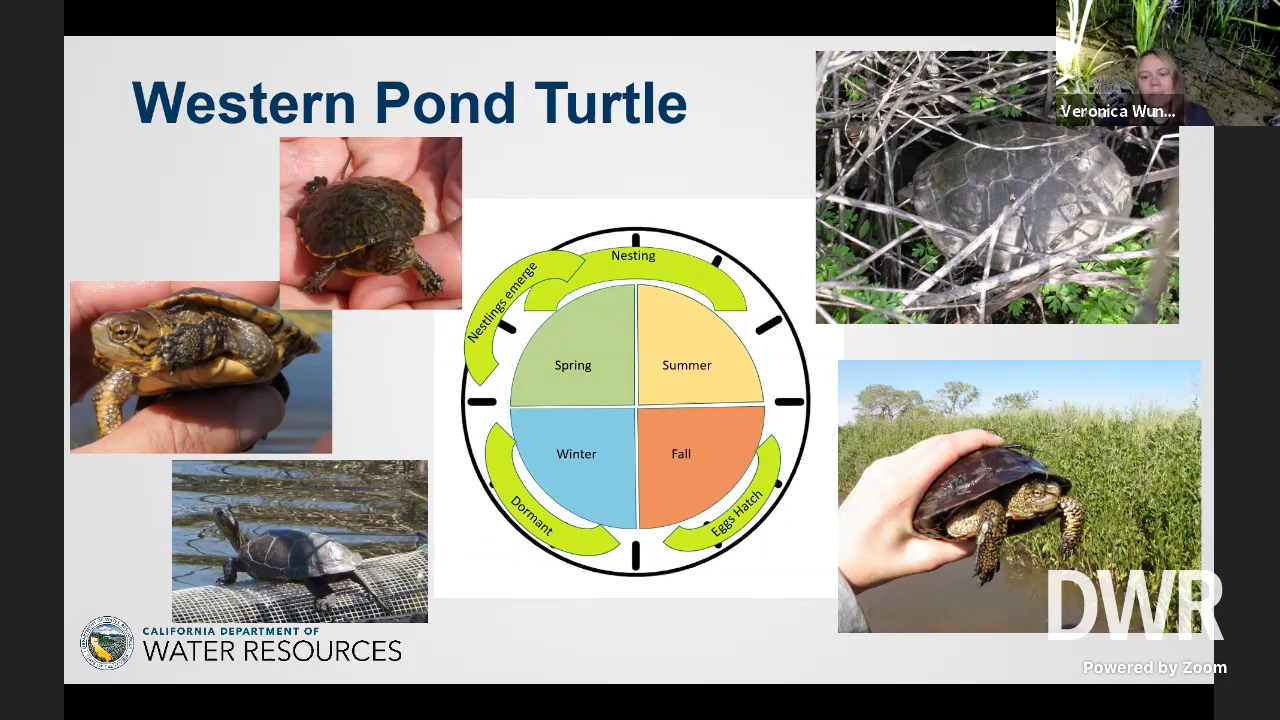 Western Pond Turtle
Veronica Wun...
Nesting
Nestlings emerge
Spring
Summer
Winter
Fall
Dormant
Eggs Hatch
CALIFORNIA DEPARTMENT OF
WATER RESOURCES
DWR
Powered by Zoom